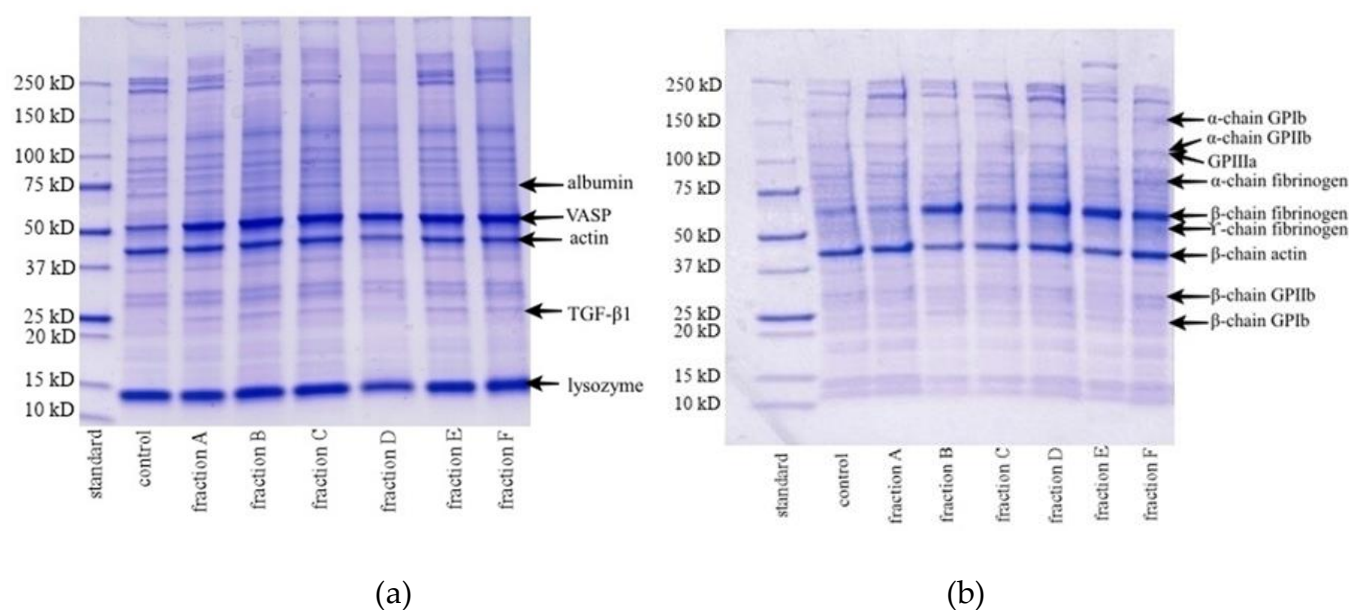 250 kD
150 kD
100 kD
75 kD
50 kD
37 kD
25 kD
20 kD
15 kD
10 kD
albumin
VASP
actin
TGF-β1
lysozyme
standard
control
fraction A
fraction B
fraction C
fraction D
fraction E
fraction F
(a)
250 kD
150 kD
100 kD
75 kD
50 kD
37 kD
25 kD
20 kD
15 kD
10 kD
α-chain GPIb
α-chain GPIIb
GPIIIa
α-chain fibrinogen
β-chain fibrinogen
ϒ-chain fibrinogen
β-chain actin
β-chain GPIIb
β-chain GPIb
standard
control
fraction A
fraction B
fraction C
fraction D
fraction E
fraction F
(b)